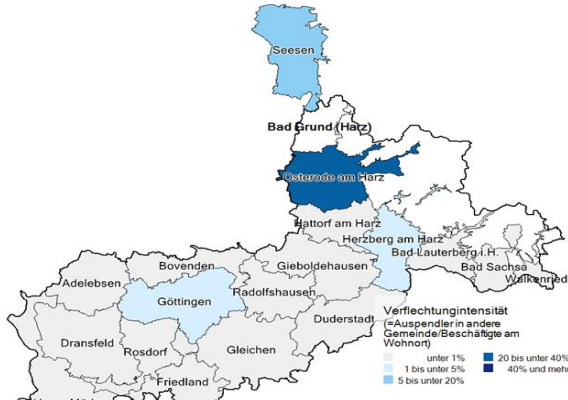 Seesen
Bad Grund (Harz)
Osterode am Harz
Hattorf am Harz
Herzberg am Harz
Bad Lauterberg i.H.
Bad Sachsa
Walkenried
Bovenden
Gieboldehausen
Adelebsen
Göttingen
Radolfshausen
Duderstadt
Dransfeld
Rosdorf
Gleichen
Friedland
Verflechtungintensität
(=Auspendler in andere
Gemeinde/Beschäftigte am
Wohnort)
unter 1% 20 bis unter 40%
1 bis unter 5% 40% und mehr
5 bis unter 20%